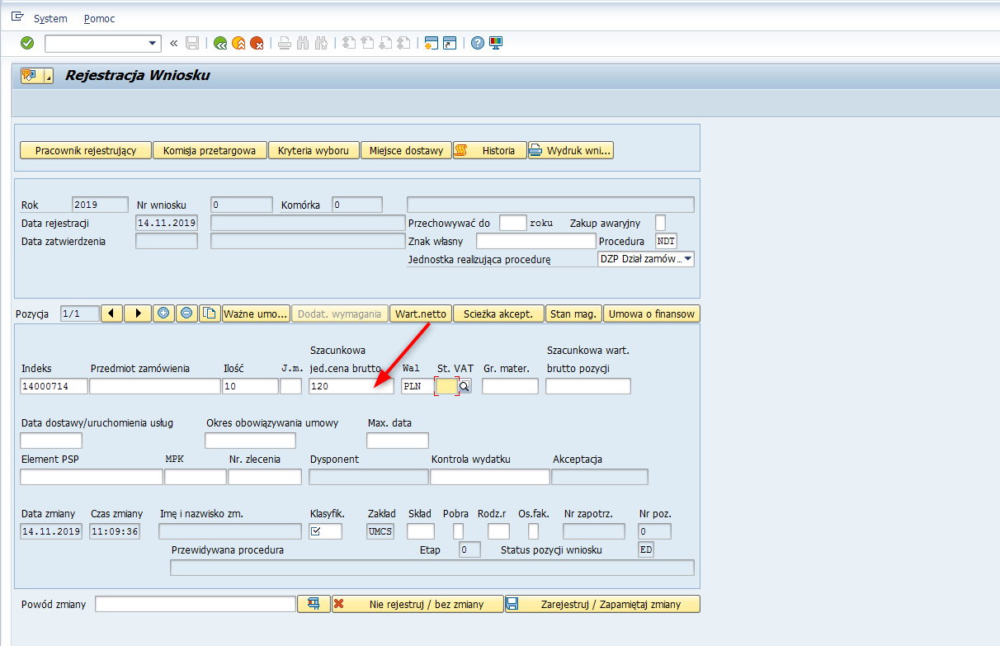 System Pomoc
«
Rejestracja Wniosku
Pracownik rejestrujący Komisja przetargowa Kryteria wyboru Miejsce dostawy Historia Wydruk wni...
Rok 2019 Nr wniosku 0 Komórka 0
Data rejestracji 14.11.2019 Przechowywać do roku Zakup awaryjny
Data zatwierdzenia Znak własny Procedura NDT
Jednostka realizująca procedurę DZP Dział zamów...
Pozycja 1/1 Ważne umo... Dodat. wymagania Wart.netto Scieżka akcept. Stan mag. Umowa o finansow
Szacunkowa Szacunkowa wart.
Indeks Przedmiot zamówienia Ilość J.m. jed.cena brutto Wal St. VAT Gr. mater. brutto pozycji
14000714 10 120 PLN
Data dostawy/uruchomienia usług Okres obowiązywania umowy Max. data
Element PSP MPK Nr. zlecenia Dysponent Kontrola wydatku Akceptacja
Data zmiany Czas zmiany Imę i nazwisko zm. Klasyfik. Zakład Skład Pobra Rodz.r Os.fak. Nr zapotrz. Nr poz.
14.11.2019 11:09:36 UMCS 0
Przewidywana procedura Etap 0 Status pozycji wniosku ED
Powód zmiany Nie rejestruj / bez zmiany Zarejestruj / Zapamiętaj zmiany